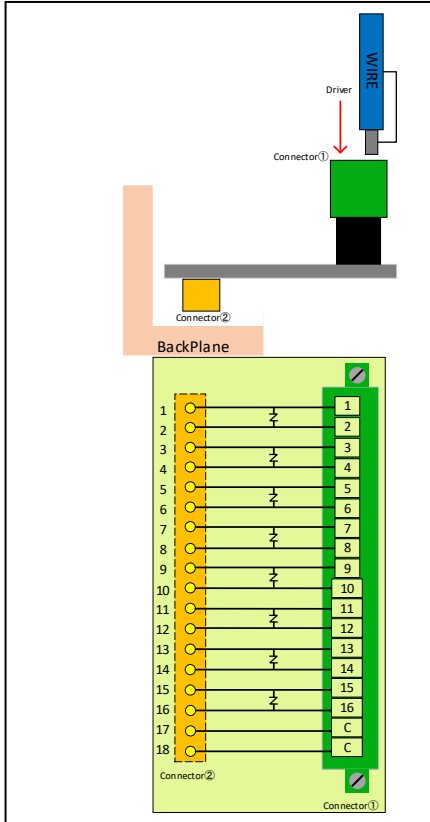 WIRE
Driver
Connector①
Connector②
BackPlane
1 1
2 2
3 3
4 4
5 5
6 6
7 7
8 8
9 9
10 10
11 11
12 12
13 13
14 14
15 15
16 16
17 C
18 C
Connector②
Connector①